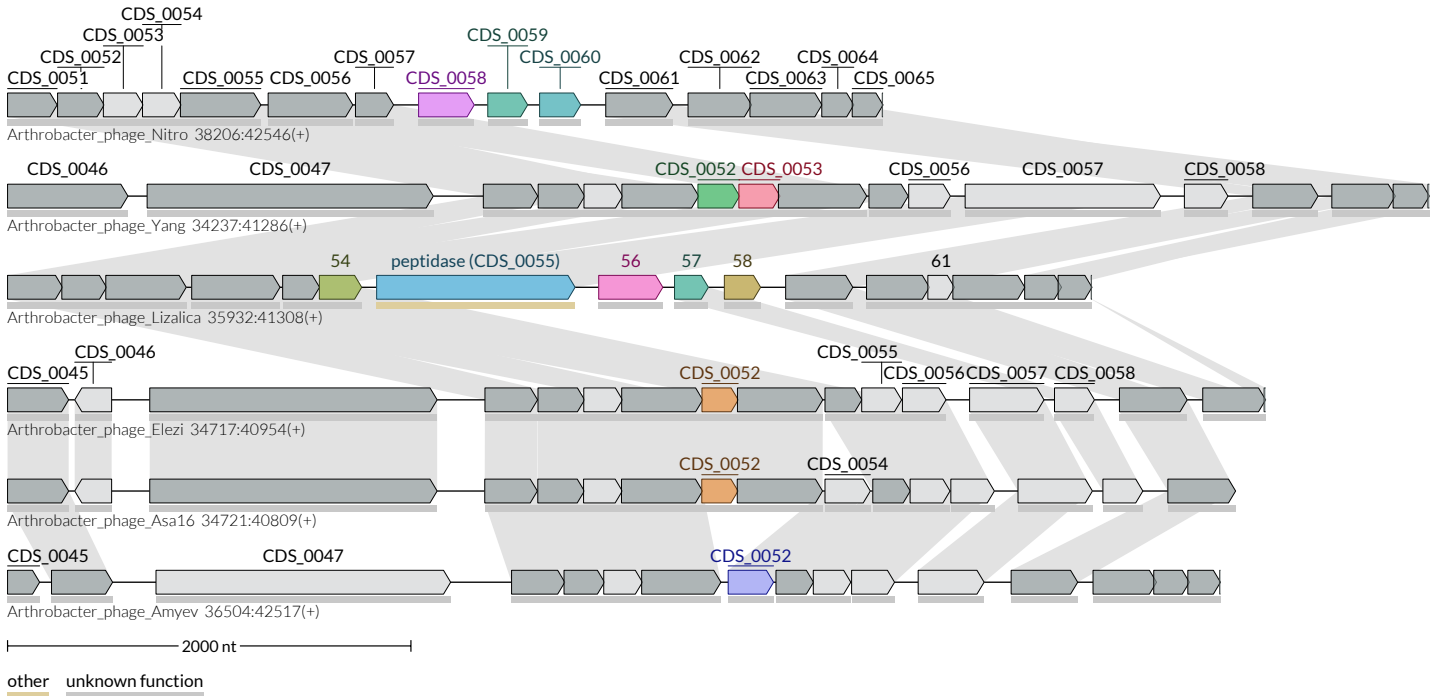 CDS_0054
CDS_0053 CDS_0059
CDS_0052 CDS_0057 CDS_0060 CDS_0062 CDS_0064
CDS_0051 CDS_0055 CDS_0056 CDS_0058 CDS_0061 CDS_0063 CDS_0065
Arthrobacter_phage_Nitro 38206:42546(+)
CDS_0046 CDS_0047 CDS_0052 CDS_0053 CDS_0056 CDS_0057 CDS_0058
Arthrobacter_phage_Yang 34237:41286(+)
54 peptidase (CDS_0055) 56 57 58 61
Arthrobacter_phage_Lizalica 35932:41308(+)
CDS_0046 CDS_0055
CDS_0045 CDS_0052 CDS_0056 CDS_0057 CDS_0058
Arthrobacter_phage_Elezi 34717:40954(+)
CDS_0052 CDS_0054
Arthrobacter_phage_Asa16 34721:40809(+)
CDS_0045 CDS_0047 CDS_0052
Arthrobacter_phage_Amyev 36504:42517(+)
2000 nt
other unknown function